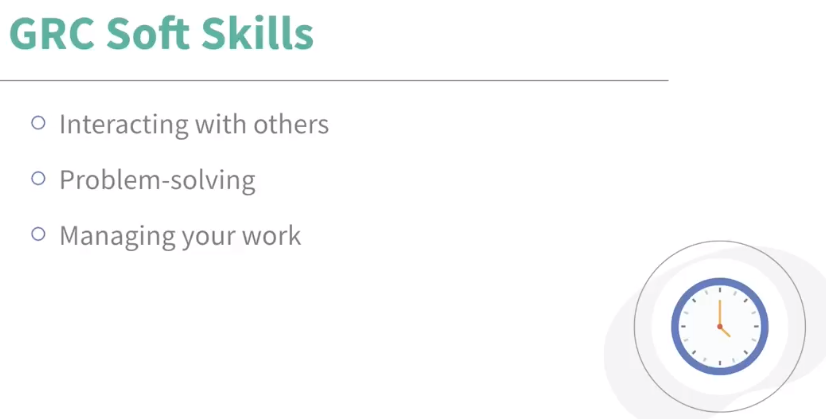 GRC Soft Skills
Interacting with others
Problem-solving
Managing your work